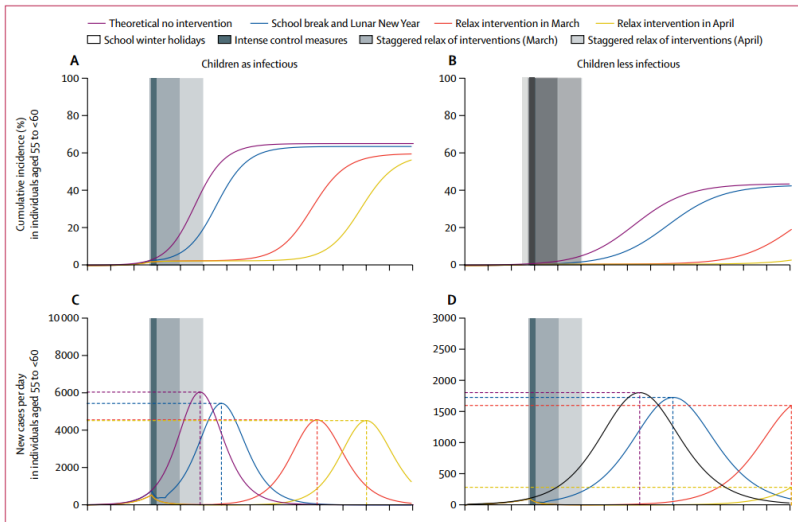 Theoretical no intervention School break and Lunar New Year Relax intervention in March Relax intervention in April
School winter holidays Intense control measures Staggered relax of interventions (March) Staggered relax of interventions (April)
A Children as infectious
B Children less infectious
Cumulative incidence (%)
in individuals aged 55 to <60
100
80
60
40
20
0
100
80
60
40
20
0
C
D
New cases per day
in individuals aged 55 to <60
10 000
8000
6000
4000
2000
0
3000
2500
2000
1500
1000
500
0